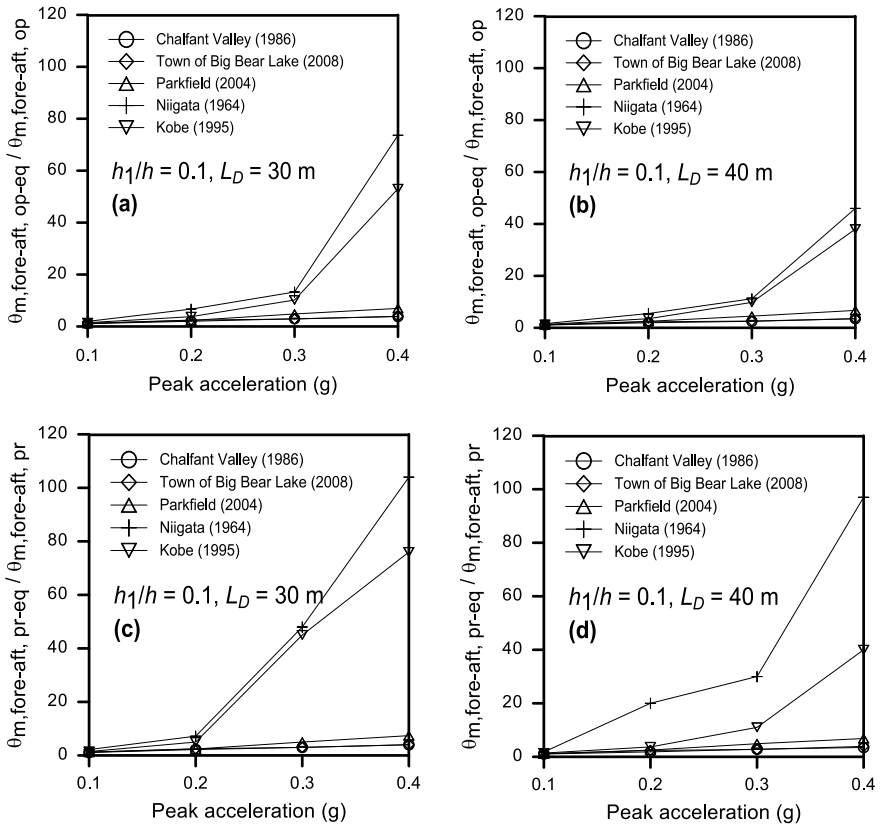 θm,fore-aft, op-eq / θm,fore-aft, op
120
100
80
60
40
20
0
Chalfant Valley (1986)
Town of Big Bear Lake (2008)
Parkfield (2004)
Niigata (1964)
Kobe (1995)
h1/h = 0.1, LD = 30 m
(a)
0.1 0.2 0.3 0.4
Peak acceleration (g)
θm,fore-aft, op-eq / θm,fore-aft, op
120
100
80
60
40
20
0
Chalfant Valley (1986)
Town of Big Bear Lake (2008)
Parkfield (2004)
Niigata (1964)
Kobe (1995)
h1/h = 0.1, LD = 40 m
(b)
0.1 0.2 0.3 0.4
Peak acceleration (g)
θm,fore-aft, pr-eq / θm,fore-aft, pr
120
100
80
60
40
20
0
Chalfant Valley (1986)
Town of Big Bear Lake (2008)
Parkfield (2004)
Niigata (1964)
Kobe (1995)
h1/h = 0.1, LD = 30 m
(c)
0.1 0.2 0.3 0.4
Peak acceleration (g)
θm,fore-aft, pr-eq / θm,fore-aft, pr
120
100
80
60
40
20
0
Chalfant Valley (1986)
Town of Big Bear Lake (2008)
Parkfield (2004)
Niigata (1964)
Kobe (1995)
h1/h = 0.1, LD = 40 m
(d)
0.1 0.2 0.3 0.4
Peak acceleration (g)